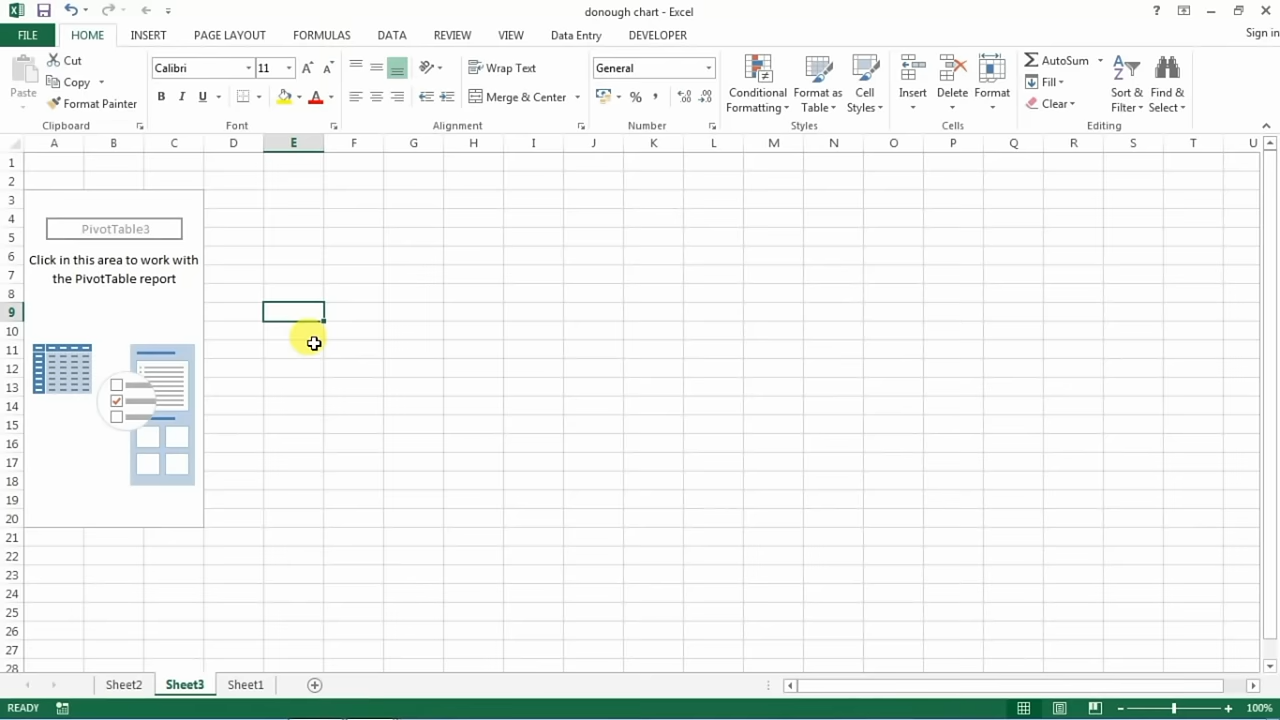 donough chart - Excel
?
Sign in
FILE HOME INSERT PAGE LAYOUT FORMULAS DATA REVIEW VIEW Data Entry DEVELOPER
Paste
Cut
Copy
Format Painter
Clipboard
Calibri 11
B I U
Font
Wrap Text
Merge & Center
Alignment
General
%
Number
Conditional Formatting
Format as Table
Cell Styles
Styles
Insert
Delete
Format
Cells
AutoSum
Fill
Clear
Sort & Filter
Find & Select
Editing
A B C D E F G H I J K L M N O P Q R S T U
1
2
3
4
5
6
7
8
9
10
11
12
13
14
15
16
17
18
19
20
21
22
23
24
25
26
27
28
PivotTable3
Click in this area to work with
the PivotTable report
Sheet2 Sheet3 Sheet1
READY
100%